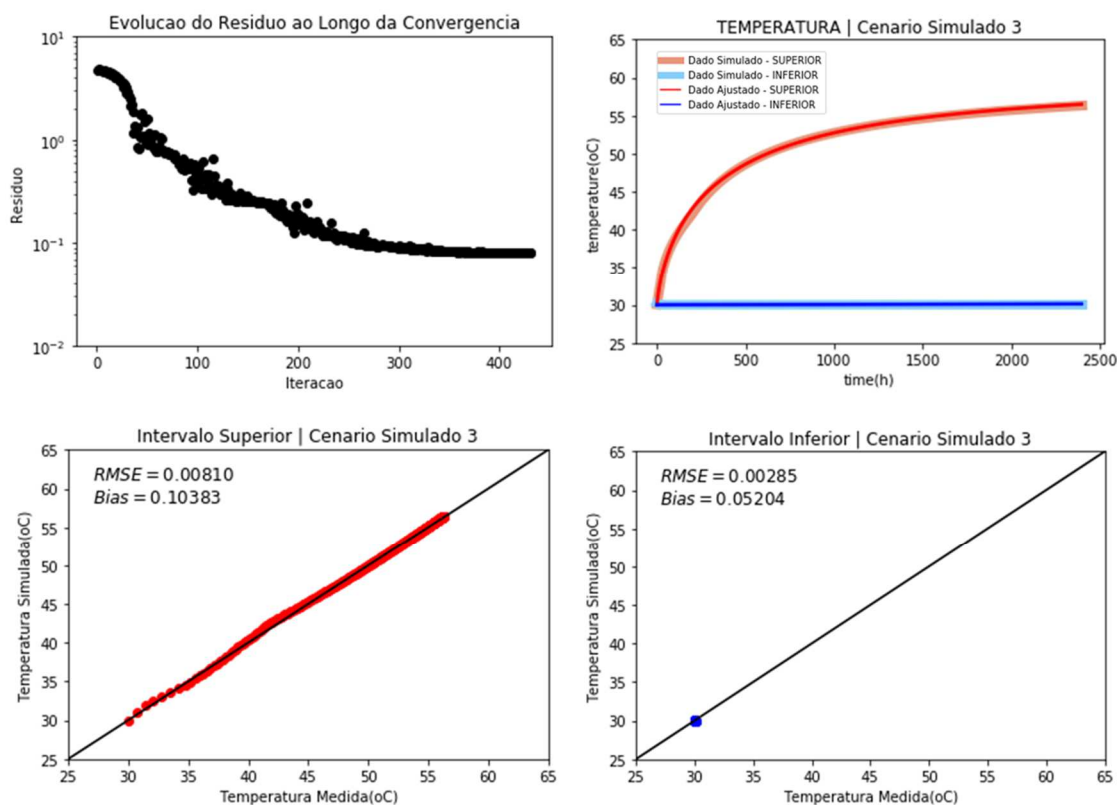 Evolucao do Residuo ao Longo da Convergencia
10¹
10⁰
10⁻¹
10⁻²
Residuo
0 100 200 300 400
Iteracao
TEMPERATURA | Cenario Simulado 3
65
60
55
50
45
40
35
30
25
temperature(oC)
Dado Simulado - SUPERIOR
Dado Simulado - INFERIOR
Dado Ajustado - SUPERIOR
Dado Ajustado - INFERIOR
0 500 1000 1500 2000 2500
time(h)
Intervalo Superior | Cenario Simulado 3
65
60
55
50
45
40
35
30
25
Temperatura Simulada(oC)
RMSE = 0.00810
Bias = 0.10383
25 30 35 40 45 50 55 60 65
Temperatura Medida(oC)
Intervalo Inferior | Cenario Simulado 3
65
60
55
50
45
40
35
30
25
Temperatura Simulada(oC)
RMSE = 0.00285
Bias = 0.05204
25 30 35 40 45 50 55 60 65
Temperatura Medida(oC)